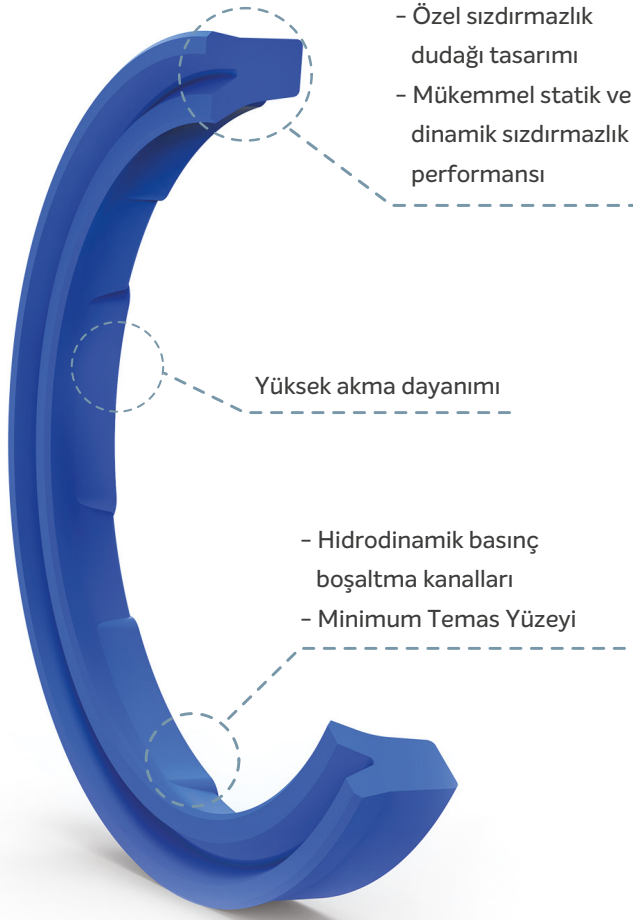 - Özel sızdırmazlık
dudağı tasarımı
- Mükemmel statik ve
dinamik sızdırmazlık
performansı
Yüksek akma dayanımı
- Hidrodinamik basınç
boşaltma kanalları
- Minimum Temas Yüzeyi